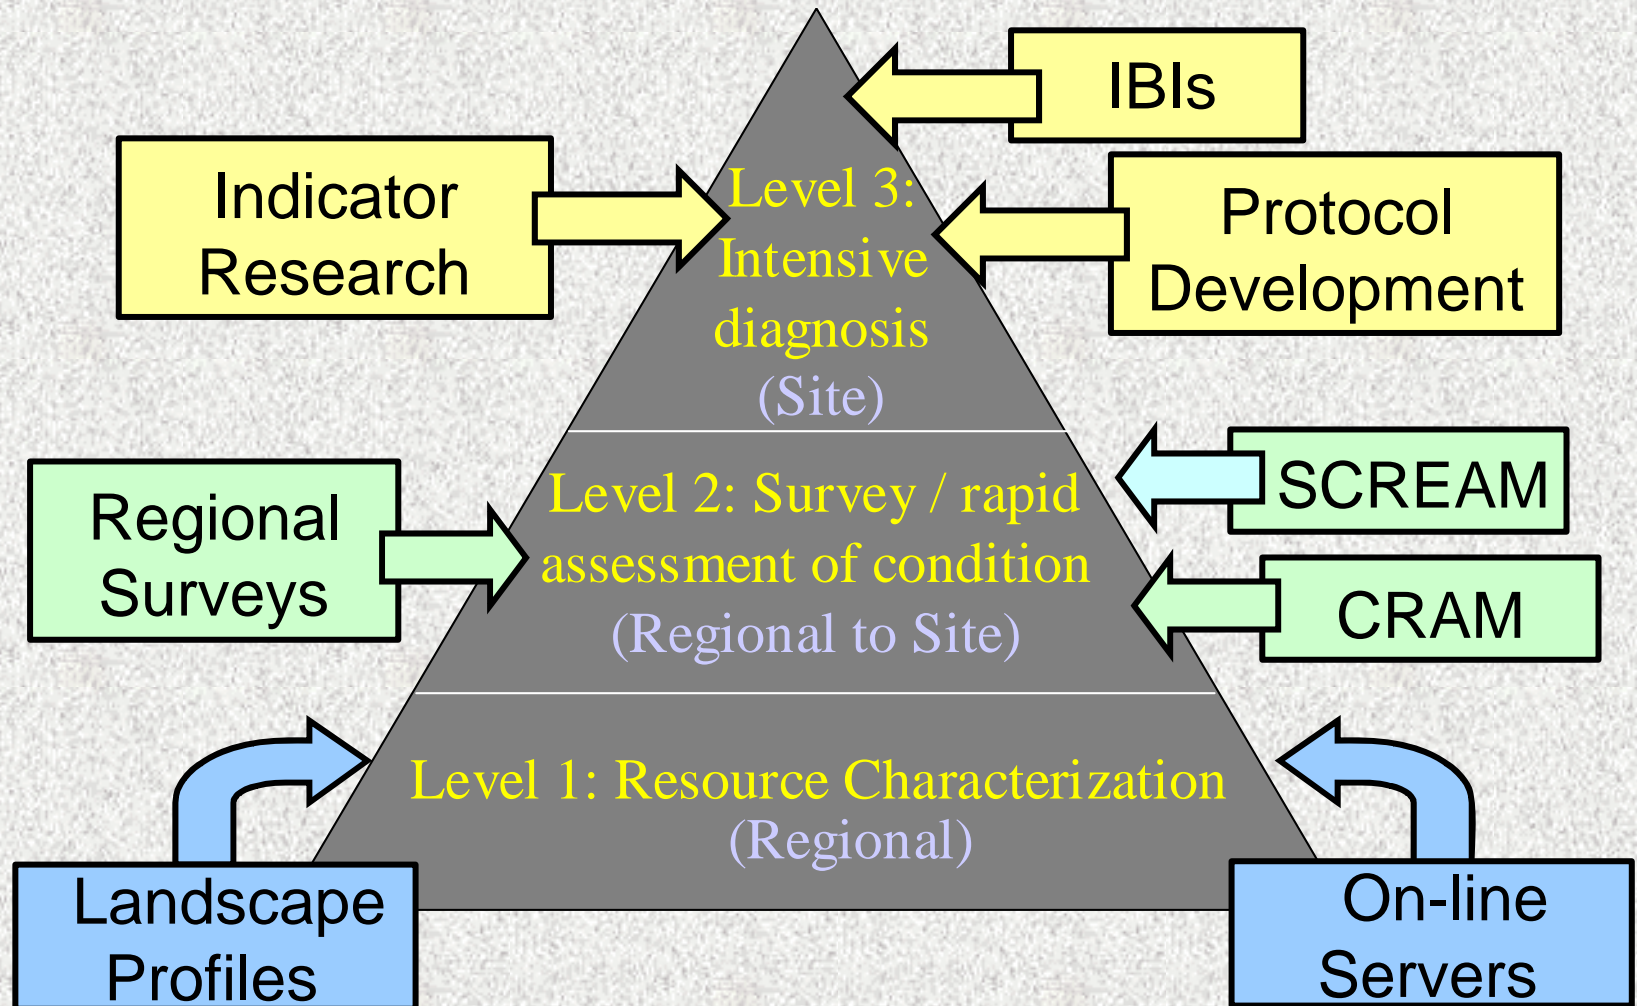 IBIs
Indicator
Research
Protocol
Development
Level 3:
Intensive
diagnosis
(Site)
Regional
Surveys
Level 2: Survey / rapid
assessment of condition
(Regional to Site)
SCREAM
CRAM
Level 1: Resource Characterization
(Regional)
Landscape
Profiles
On-line
Servers